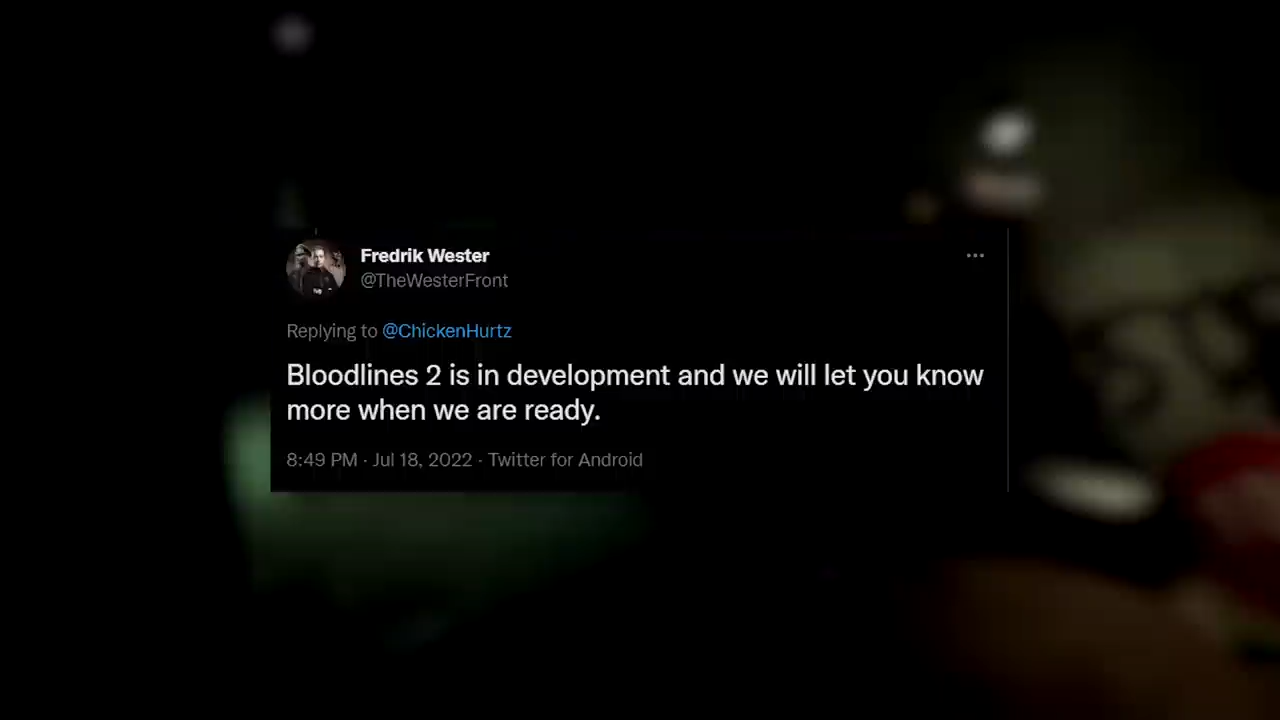 Fredrik Wester
@TheWesterFront
Replying to @ChickenHurtz
Bloodlines 2 is in development and we will let you know
more when we are ready.
8:49 PM · Jul 18, 2022 · Twitter for Android